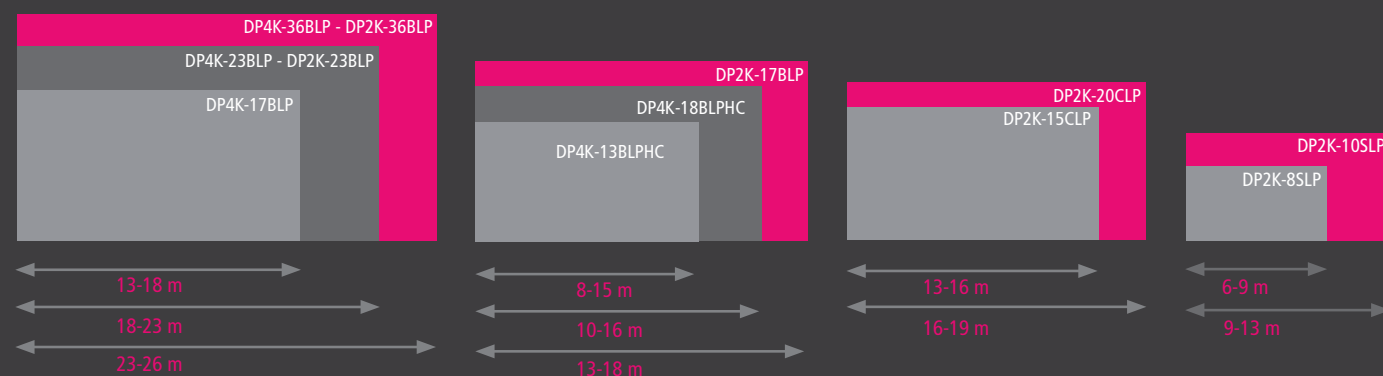 DP4K-36BLP - DP2K-36BLP
DP4K-23BLP - DP2K-23BLP
DP4K-17BLP
13-18 m
18-23 m
23-26 m
DP2K-17BLP
DP4K-18BLPHC
DP4K-13BLPHC
8-15 m
10-16 m
13-18 m
DP2K-20CLP
DP2K-15CLP
13-16 m
16-19 m
DP2K-10SLP
DP2K-8SLP
6-9 m
9-13 m